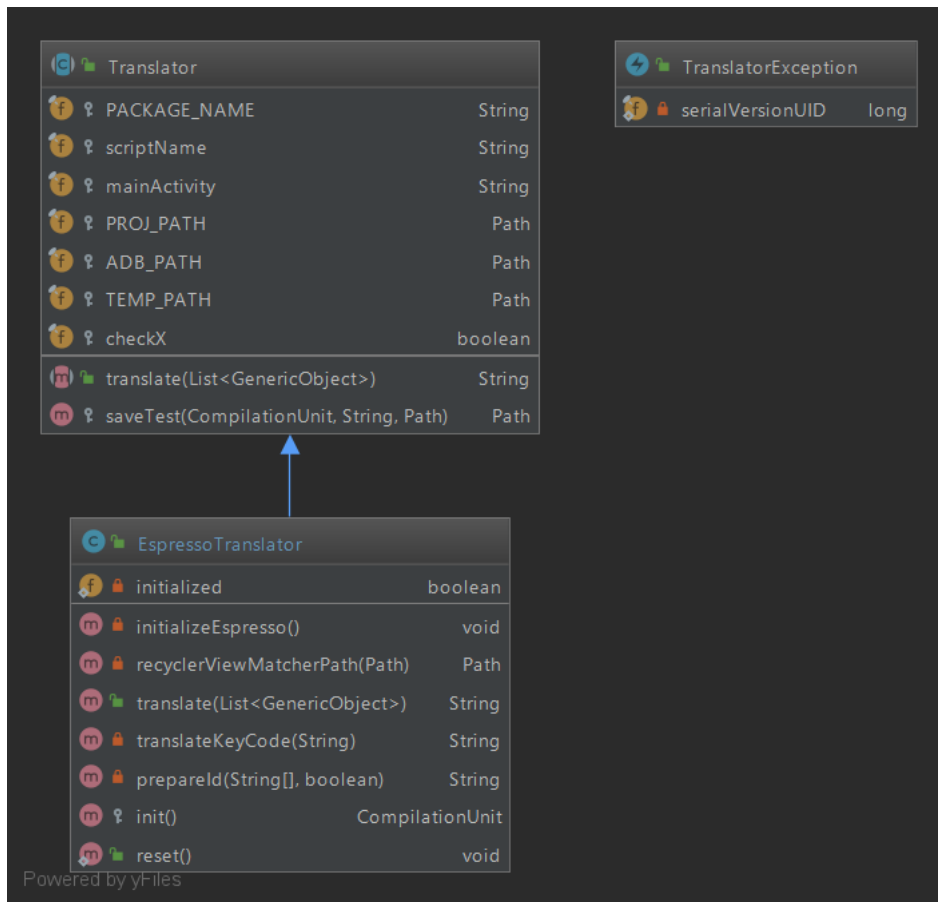 Translator
PACKAGE_NAME String
scriptName String
mainActivity String
PROJ_PATH Path
ADB_PATH Path
TEMP_PATH Path
checkX boolean
translate(List<GenericObject>) String
saveTest(CompilationUnit, String, Path) Path
TranslatorException
serialVersionUID long
EspressoTranslator
initialized boolean
initializeEspresso() void
recyclerViewMatcherPath(Path) Path
translate(List<GenericObject>) String
translateKeyCode(String) String
prepareId(String[], boolean) String
init() CompilationUnit
reset() void
Powered by yFiles